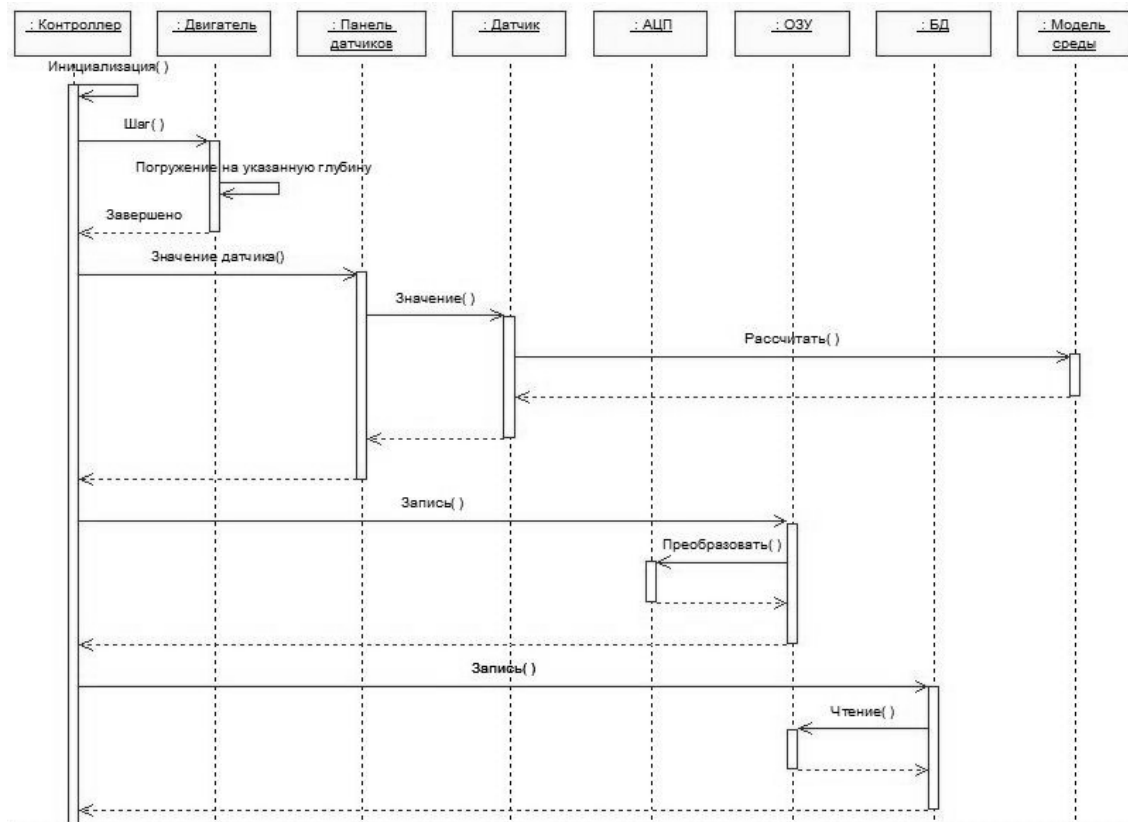 : Контроллер
: Двигатель
: Панель
датчиков
: Датчик
: АЦП
: ОЗУ
: БД
: Модель
среды
Инициализация( )
Шаг( )
Погружение на указанную глубину
Завершено
Значение датчика()
Значение( )
Рассчитать( )
Запись( )
Преобразовать( )
Запись( )
Чтение( )